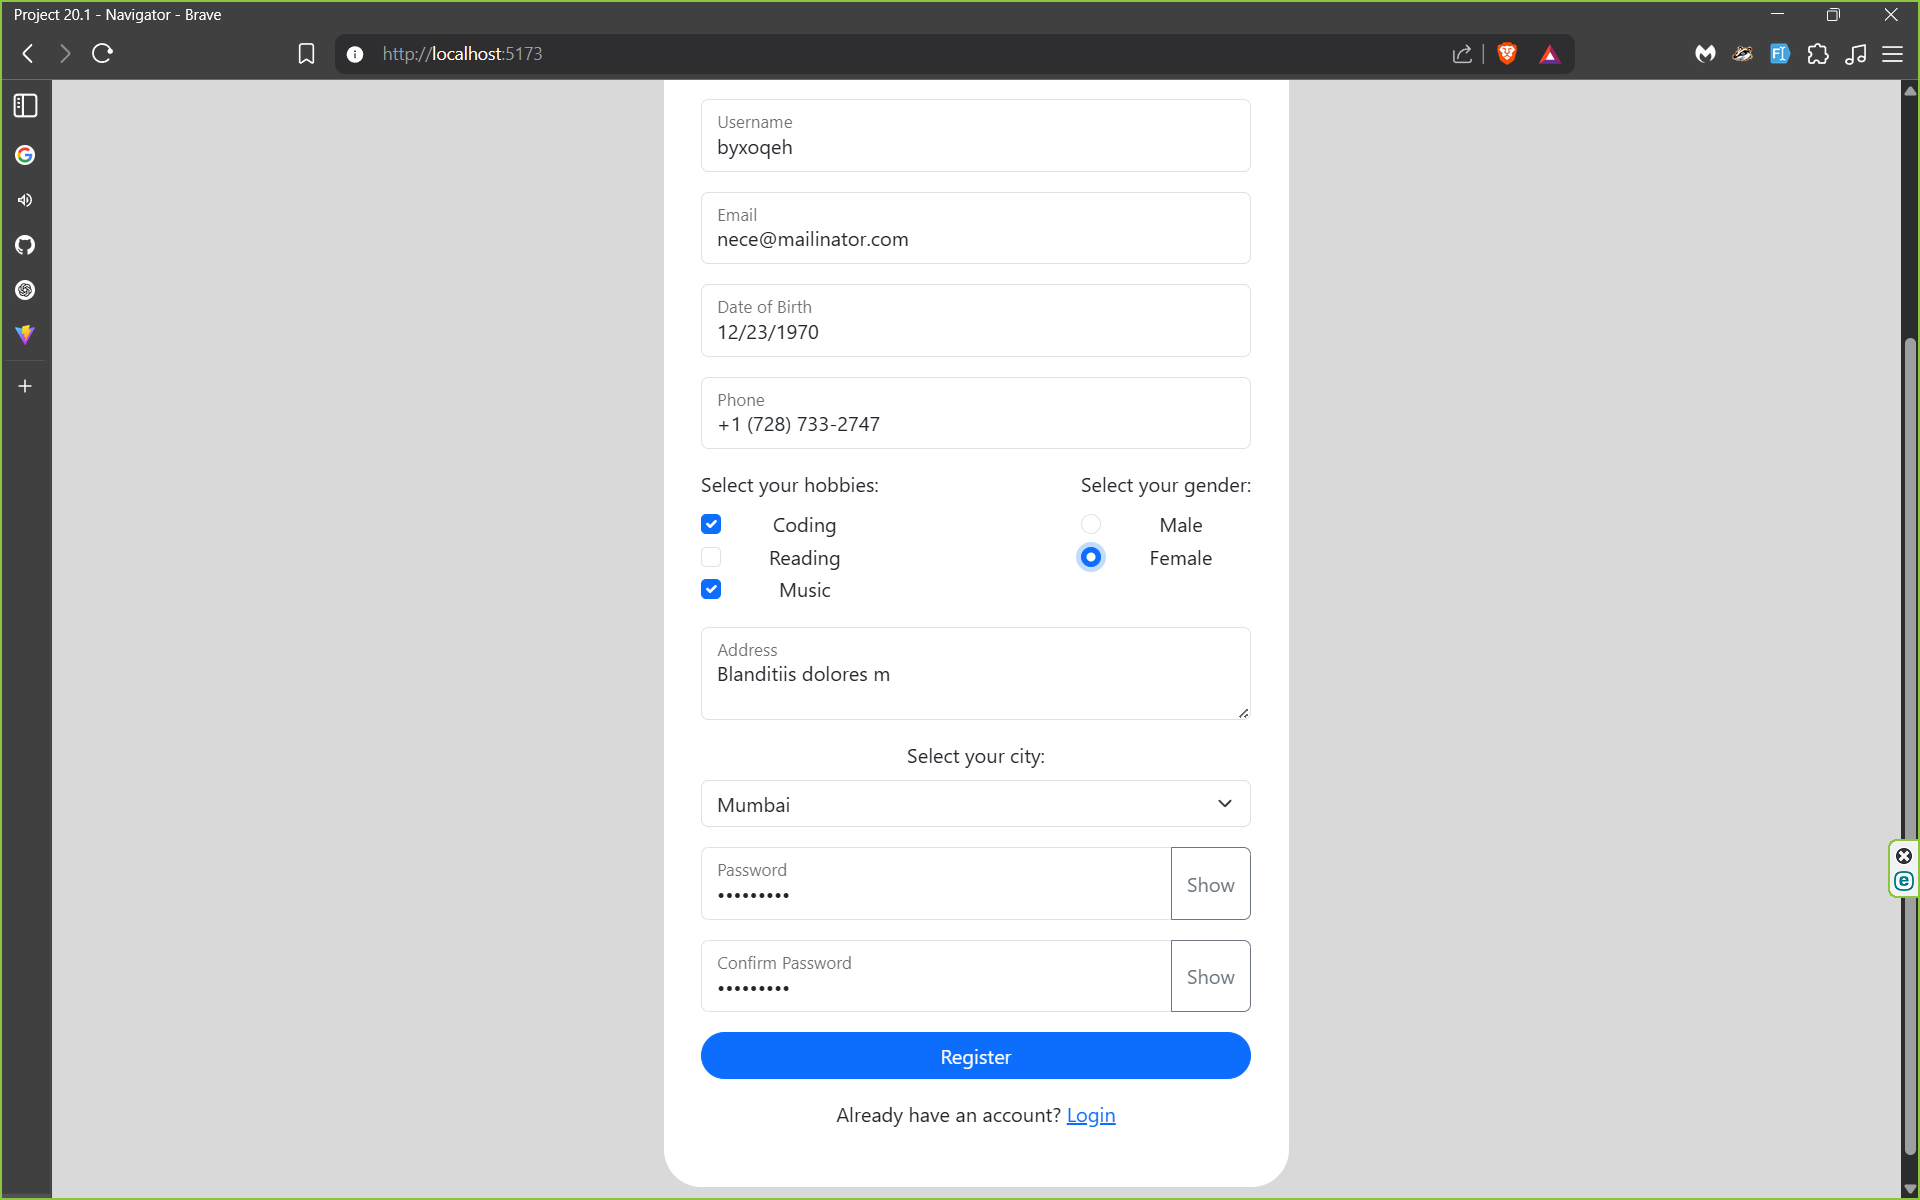 Project 20.1 - Navigator - Brave
http://localhost:5173
Username
byxoqeh
Email
nece@mailinator.com
Date of Birth
12/23/1970
Phone
+1 (728) 733-2747
Select your hobbies:
Select your gender:
Coding
Male
Reading
Female
Music
Address
Blanditiis dolores m
Select your city:
Mumbai
Password
•••••••••
Show
Confirm Password
•••••••••
Show
Register
Already have an account? Login